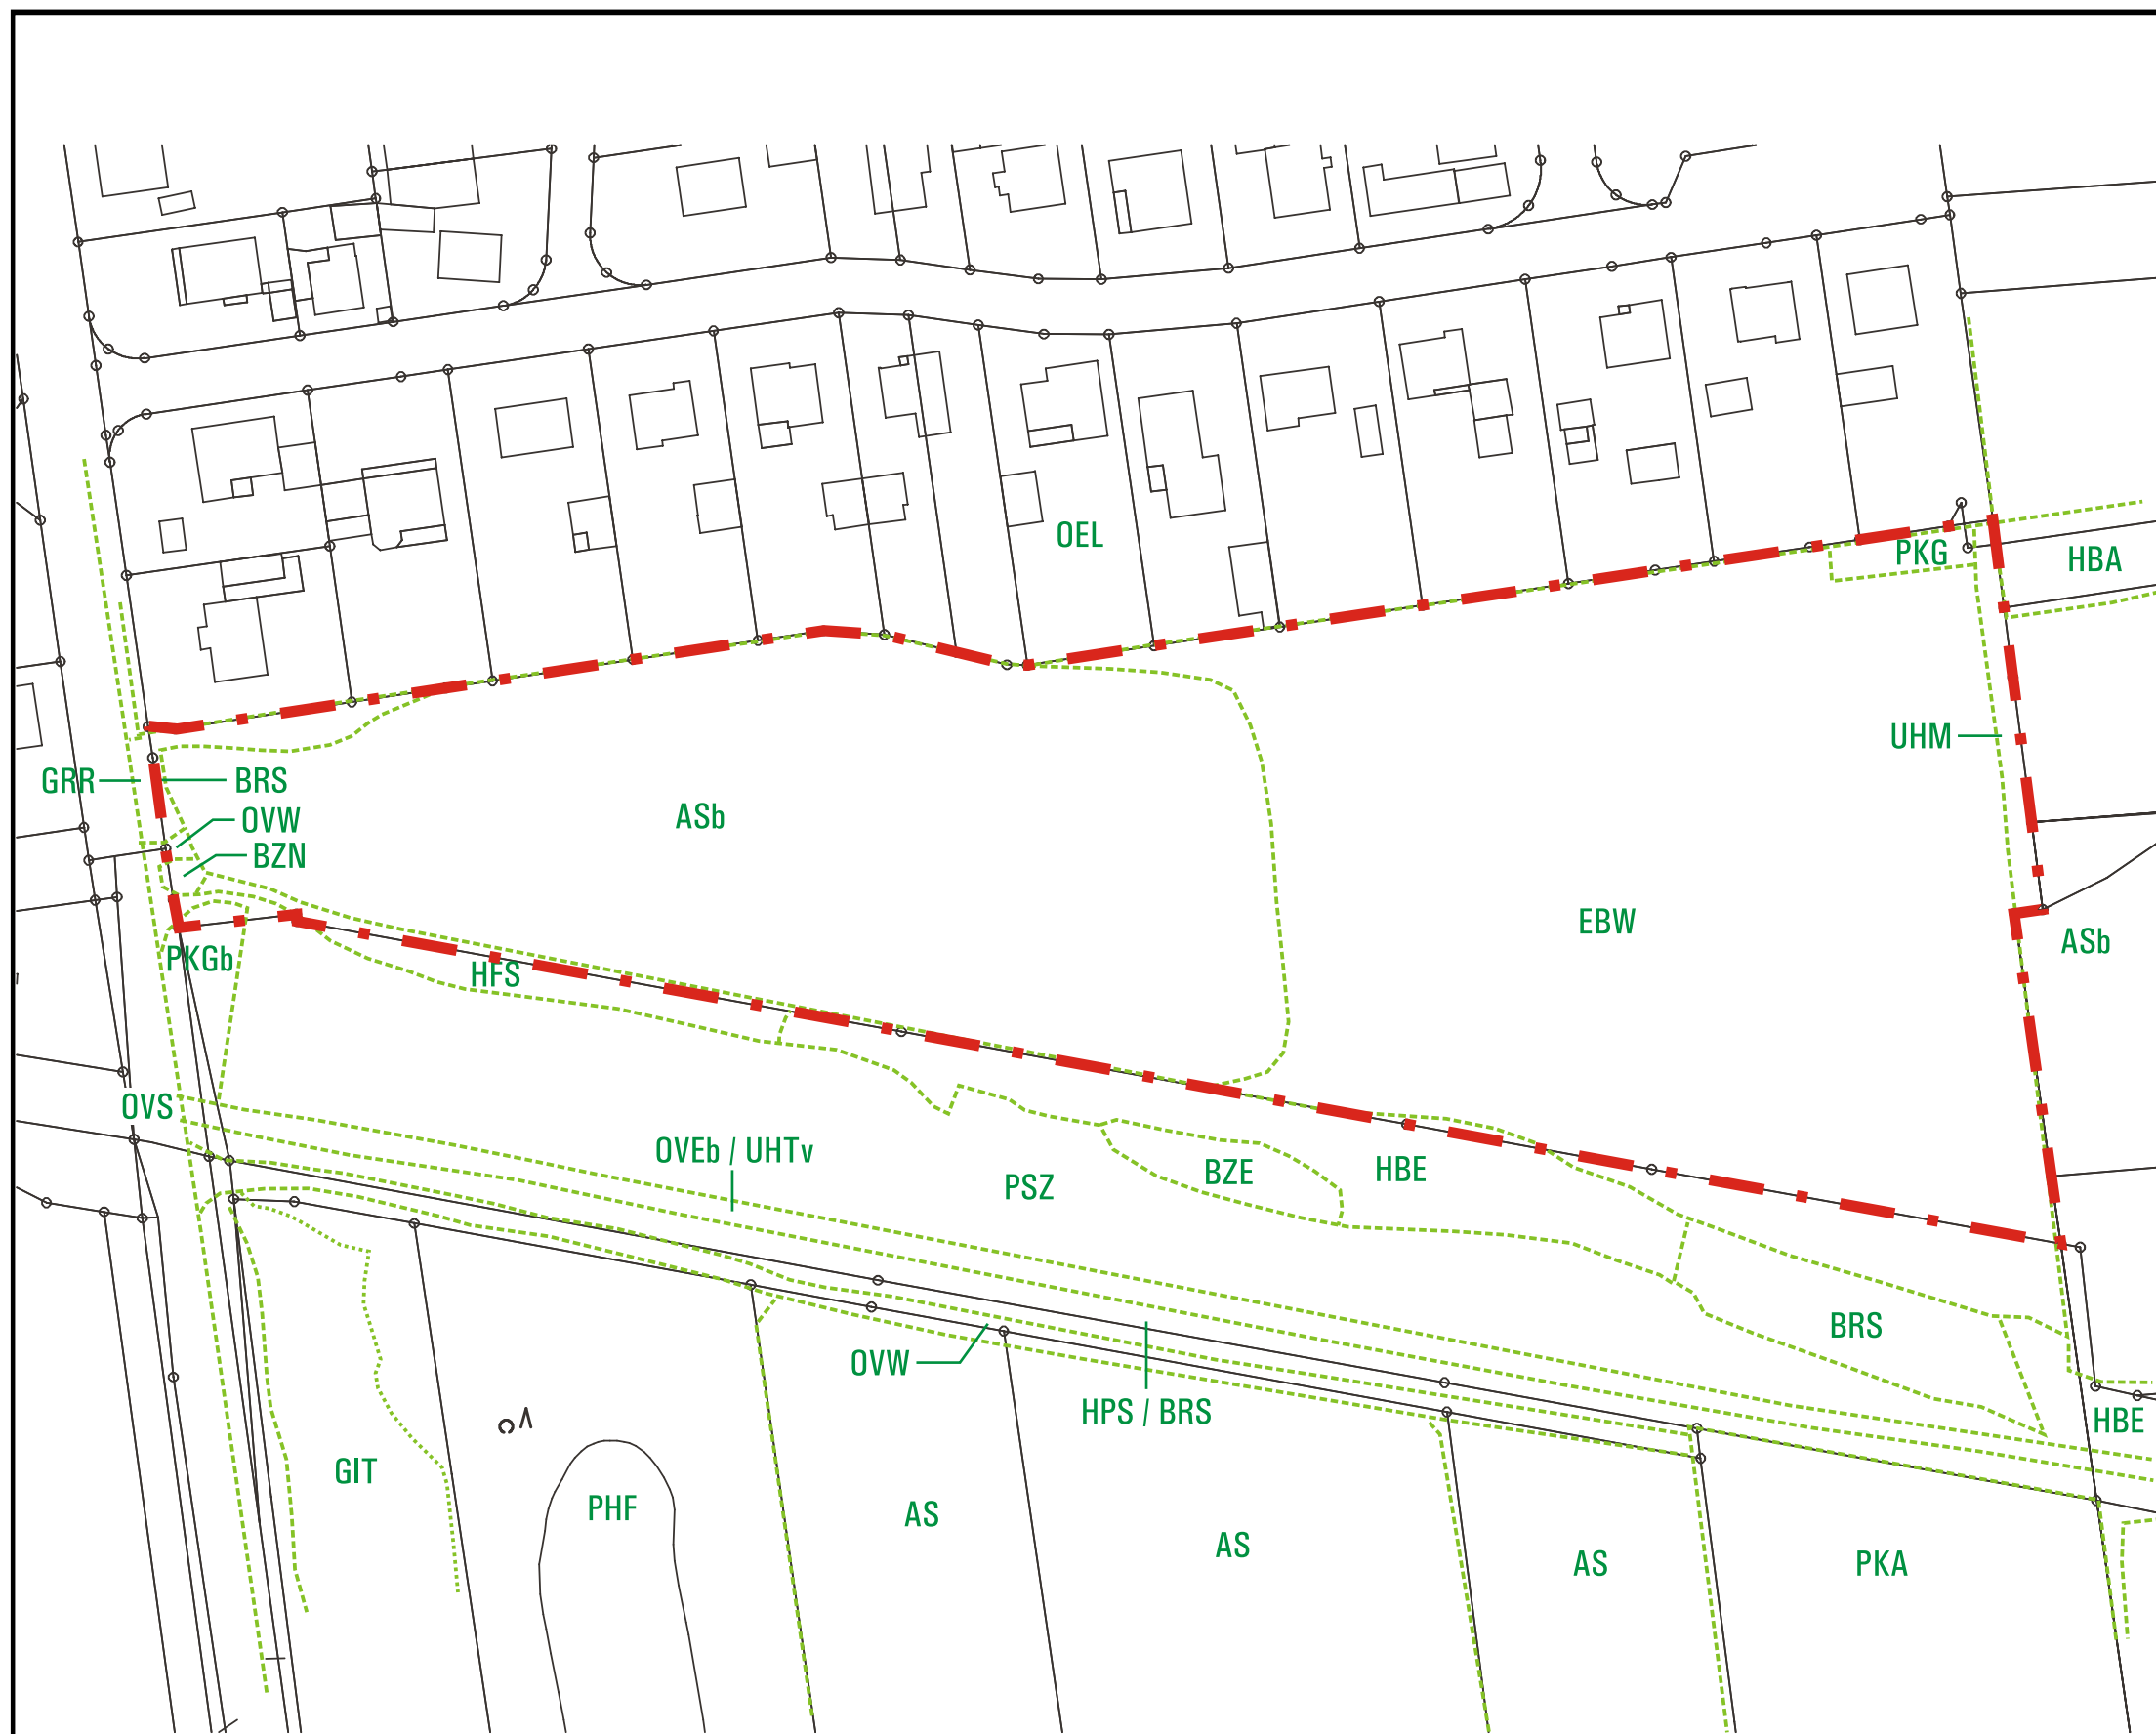 OEL
PKG
HBA
UHM
GRR
BRS
OVW
ASb
BZN
EBW
ASb
PKGb
HFS
OVS
OVEb / UHTv
PSZ
BZE
HBE
BRS
OVW
HPS / BRS
HBE
GIT
PHF
AS
AS
AS
PKA